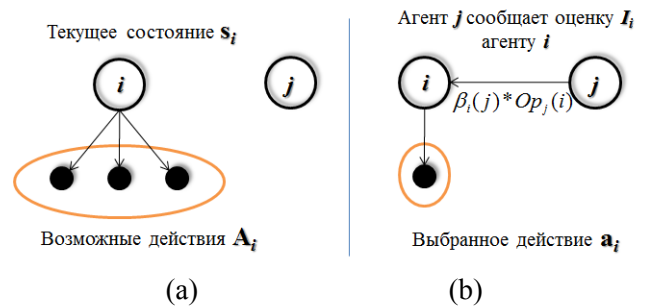 Текущее состояние s_i
i
j
Возможные действия A_i
(a)
Агент j сообщает оценку I_i
агенту i
i
j
β_i(j)*Op_j(i)
Выбранное действие a_i
(b)